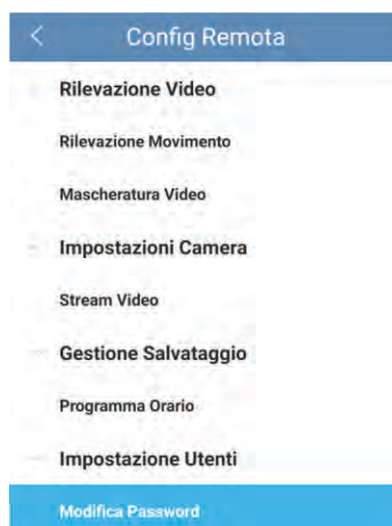 Config Remota
Rilevazione Video
Rilevazione Movimento
Mascheratura Video
Impostazioni Camera
Stream Video
Gestione Salvataggio
Programma Orario
Impostazione Utenti
Modifica Password